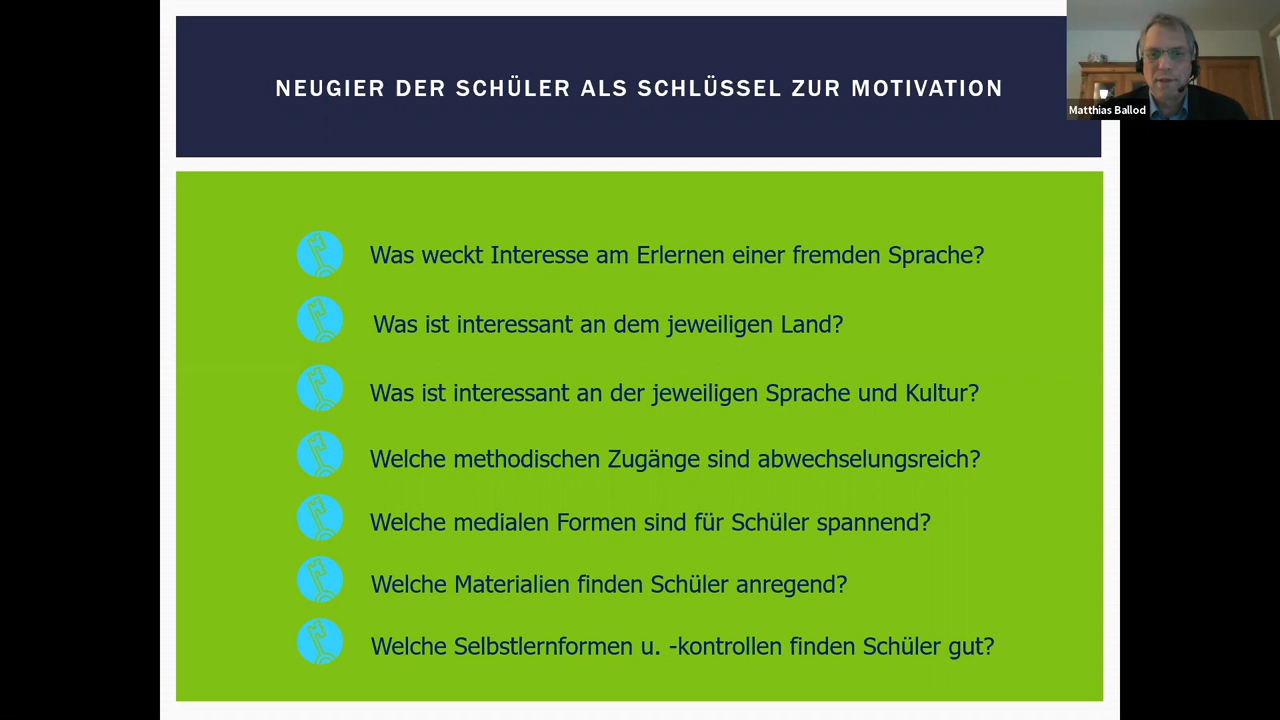 NEUGIER DER SCHÜLER ALS SCHLÜSSEL ZUR MOTIVATION
Matthias Ballod
Was weckt Interesse am Erlernen einer fremden Sprache?
Was ist interessant an dem jeweiligen Land?
Was ist interessant an der jeweiligen Sprache und Kultur?
Welche methodischen Zugänge sind abwechselungsreich?
Welche medialen Formen sind für Schüler spannend?
Welche Materialien finden Schüler anregend?
Welche Selbstlernformen u. -kontrollen finden Schüler gut?